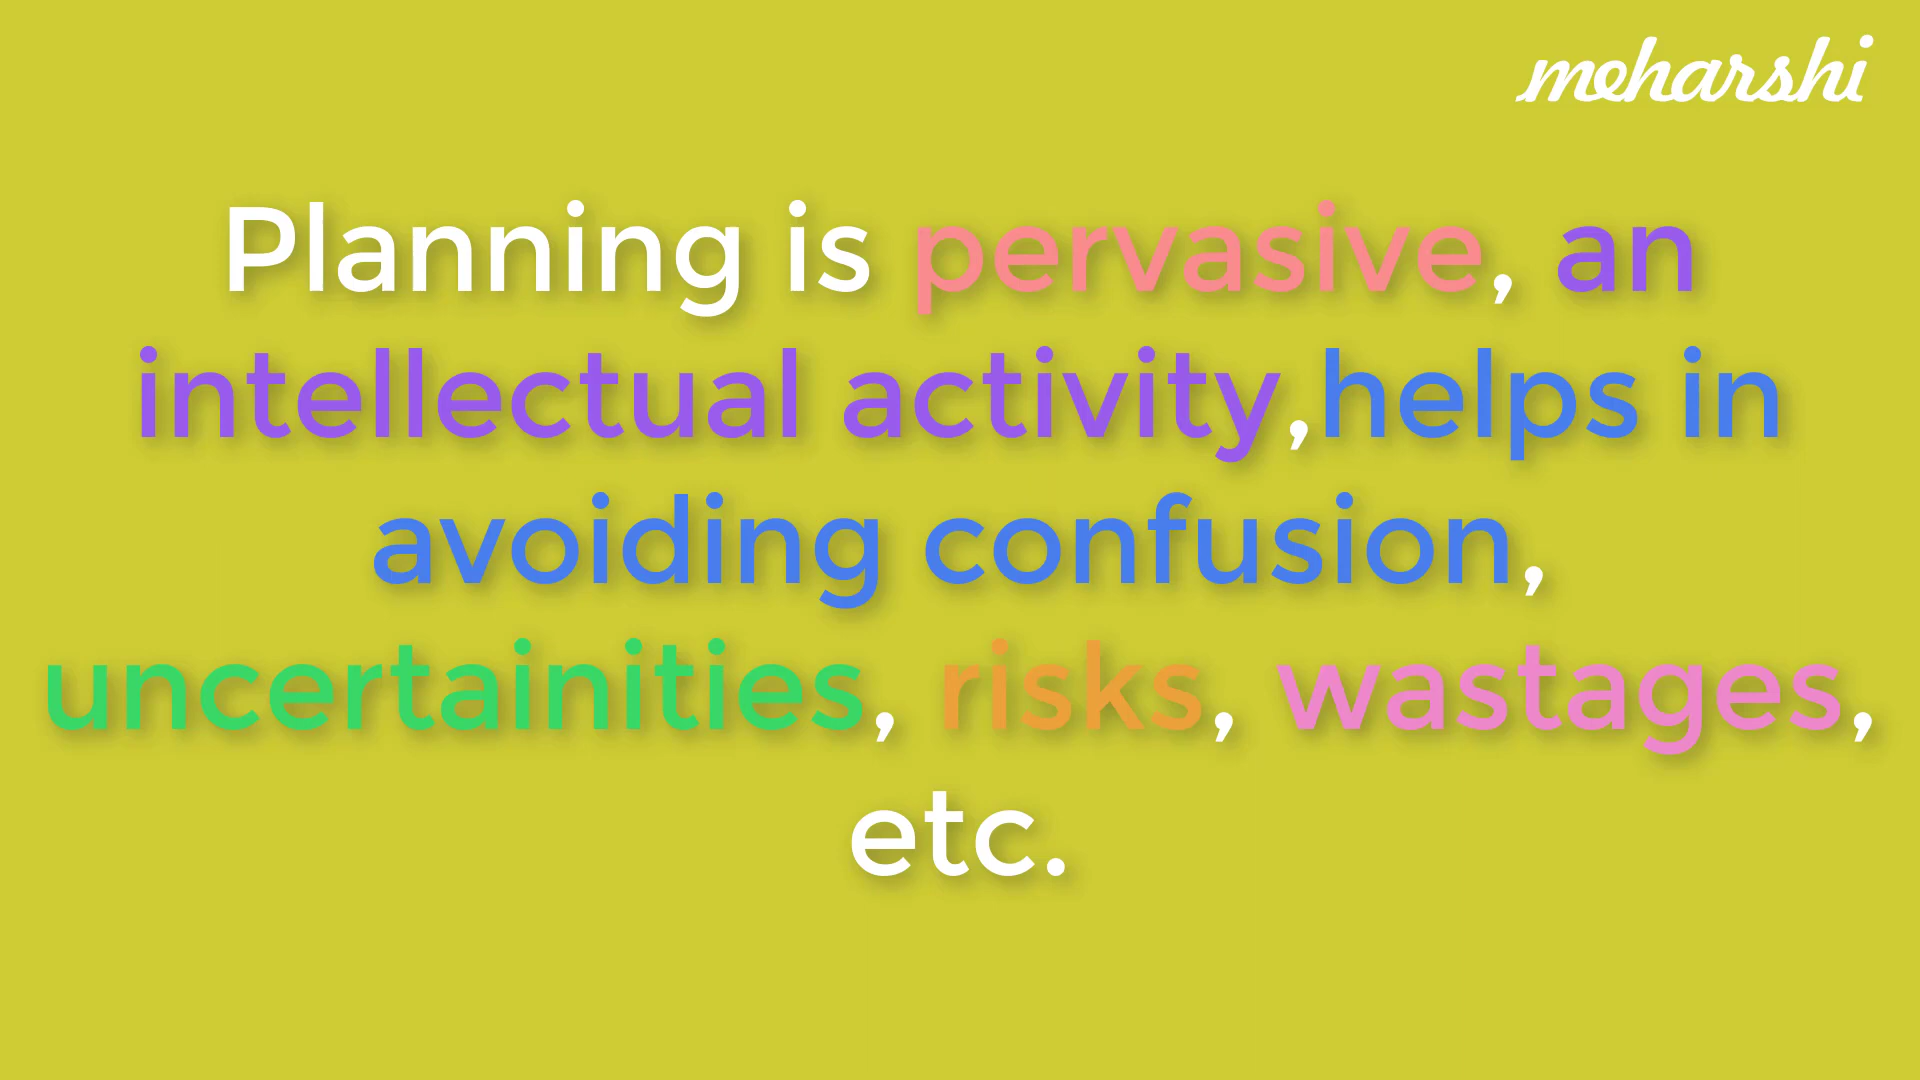 meharshi
Planning is pervasive, an
intellectual activity,helps in
avoiding confusion,
uncertainities, risks, wastages,
etc.